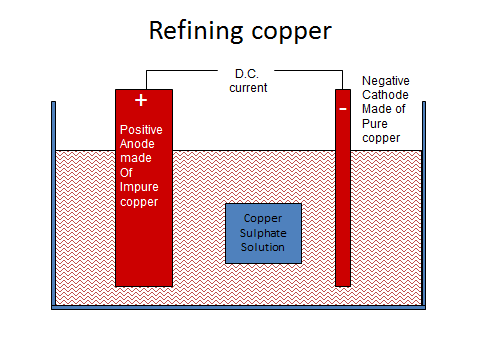 Refining copper
D.C.
current
+
Positive
Anode
made
Of
Impure
copper
-
Negative
Cathode
Made of
Pure
copper
Copper
Sulphate
Solution